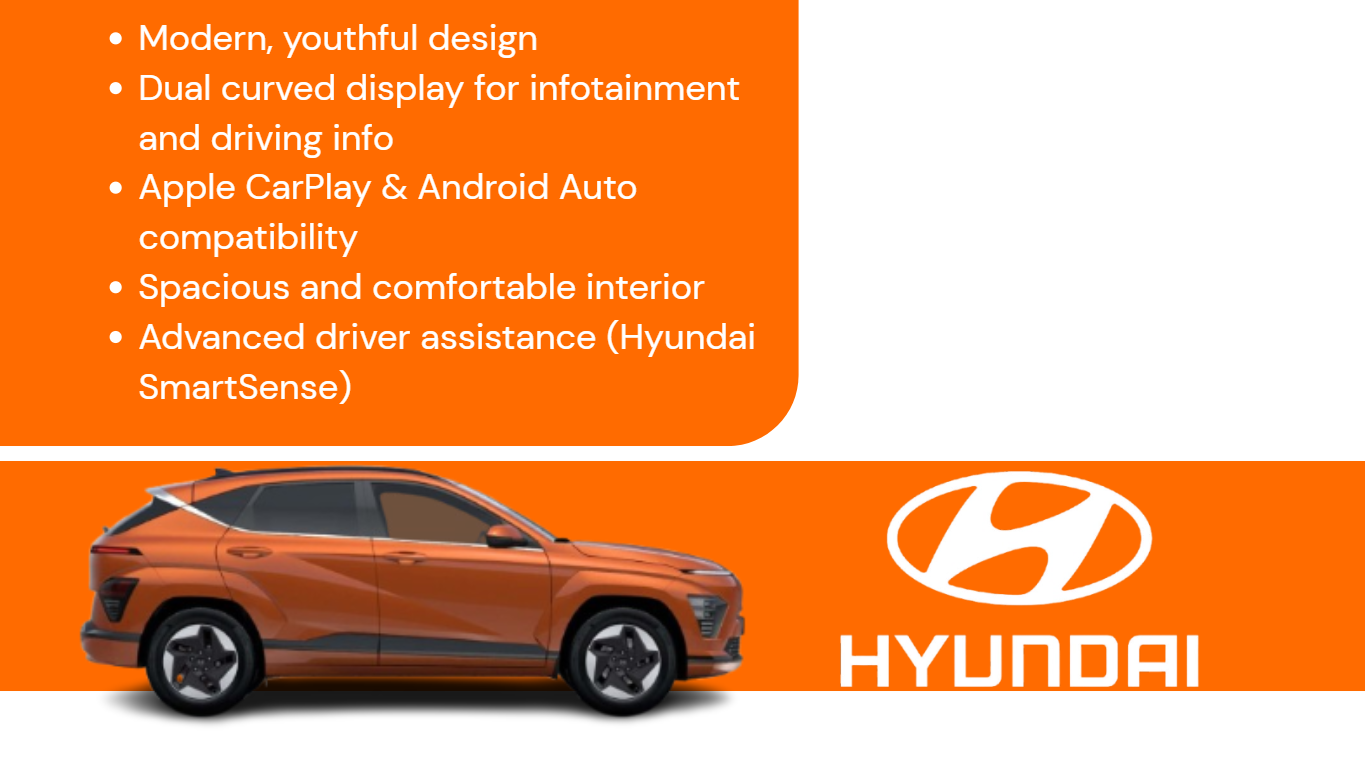 • Modern, youthful design
• Dual curved display for infotainment
and driving info
• Apple CarPlay & Android Auto
compatibility
• Spacious and comfortable interior
• Advanced driver assistance (Hyundai
SmartSense)
HYUNDAI